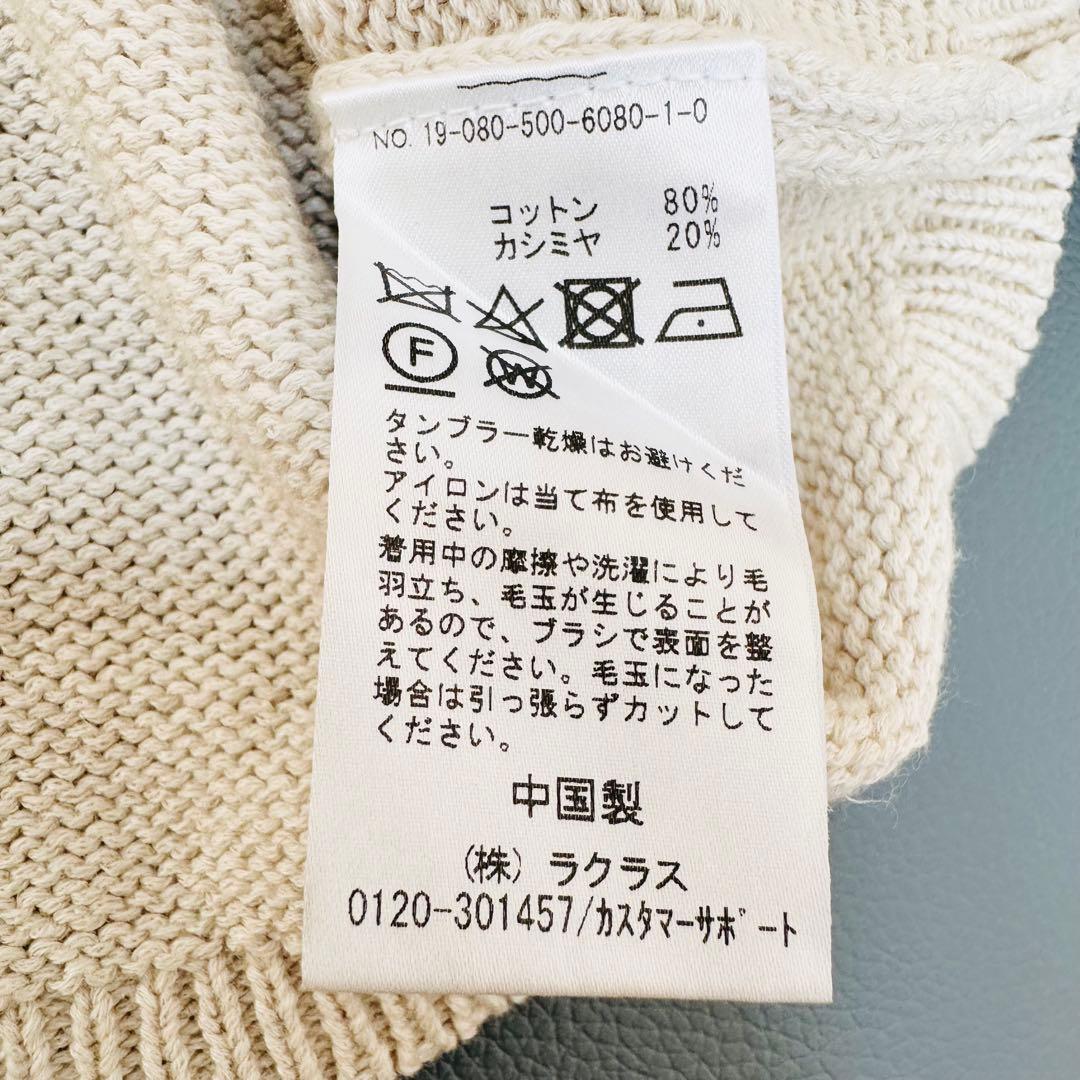 NO. 19-080-500-6080-1-0
コットン 80%
カシミヤ 20%
F
W
タンブラー乾燥はお避けくだ
さい。
アイロンは当て布を使用して
ください。
着用中の摩擦や洗濯により毛
羽立ち、毛玉が生じることが
あるので、ブラシで表面を整
えてください。毛玉になった
場合は引っ張らずカットして
ください。
中国製
(株) ラクラス
0120-301457/カスタマーサポート